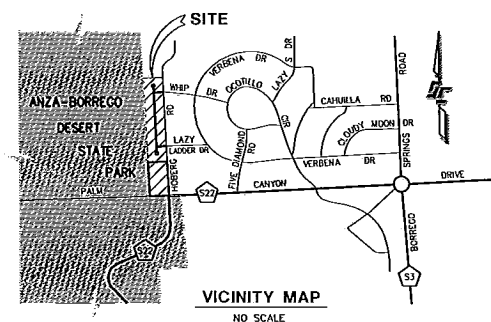 SITE
VERBENA DR
LAZY S DR
ROAD
OCOTILLO
CIR
WHIP DR
ANZA-BORREGO
DESERT
STATE
PARK
RD
HOBERG
CAHUILLA RD
CLOUDY MOON DR
LAZY
LADDER DR
FIVE DIAMOND RD
VERBENA DR
SPRINGS
PALM
CANYON
DRIVE
S22
S22
BORREGO
S3
VICINITY MAP
NO SCALE